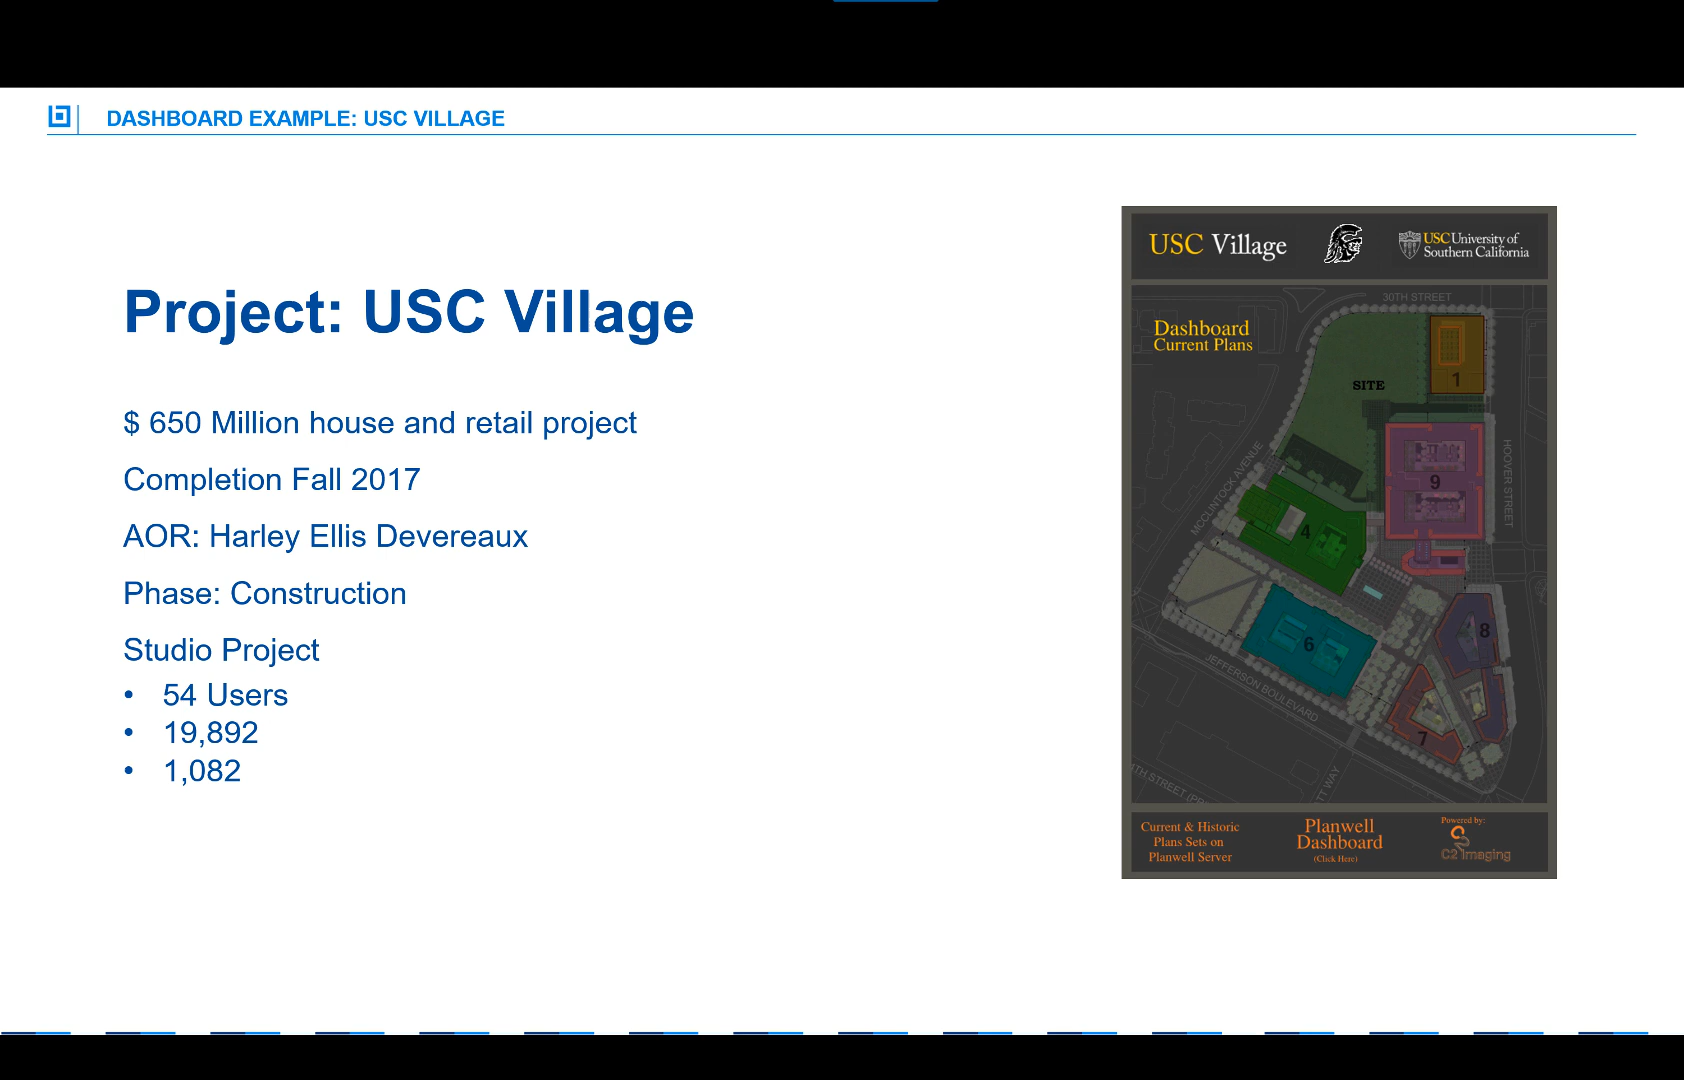 DASHBOARD EXAMPLE: USC VILLAGE
Project: USC Village
$ 650 Million house and retail project
Completion Fall 2017
AOR: Harley Ellis Devereaux
Phase: Construction
Studio Project
• 54 Users
• 19,892
• 1,082
USC Village
USC University of
Southern California
30TH STREET
Dashboard
Current Plans
SITE
1
MCCLINTOCK AVENUE
HOOVER STREET
9
4
6
8
JEFFERSON BOULEVARD
7
Current & Historic
Plans Sets on
Planwell Server
Planwell
Dashboard
(Click Here)
Powered by:
C2 Imaging